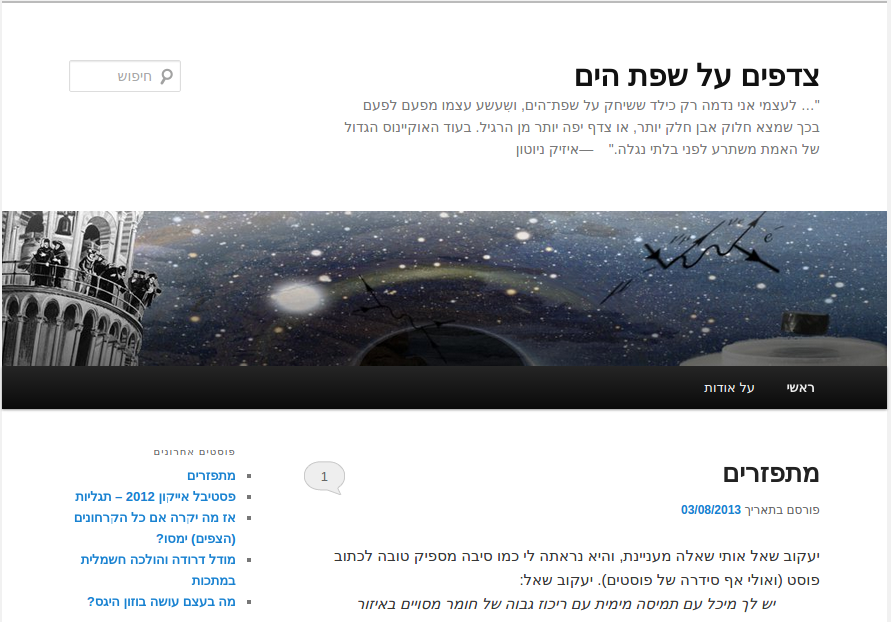 צדפים על שפת הים
חיפוש
"... לעצמי אני נדמה רק כילד ששיחק על שפת־הים, ושעשע עצמו מפעם לפעם
בכך שמצא חלוק אבן חלק יותר, או צדף יפה יותר מן הרגיל. בעוד האוקיינוס הגדול
של האמת משתרע לפני בלתי נגלה." —אייזיק ניוטון
ראשי
על אודות
מתפזרים
1
פורסם בתאריך 03/08/2013
יעקוב שאל אותי שאלה מעניינת, והיא נראתה לי כמו סיבה מספיק טובה לכתוב
פוסט (ואולי אף סידרה של פוסטים). יעקוב שאל:
יש לך מיכל עם תמיסה מימית עם ריכוז גבוה של חומר מסויים באיזור
פוסטים אחרונים
מתפזרים
פסטיבל אייקון 2012 – תגליות
אז מה יקרה אם כל הקרחונים
(הצפים) ימסו?
מודל דרודה והולכה חשמלית
במתכות
מה בעצם עושה בוזון היגס?